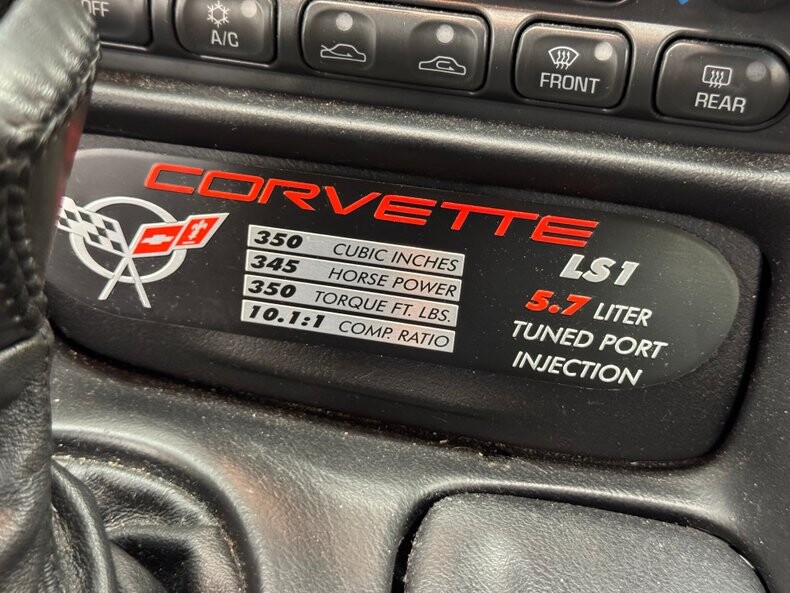 OFF
A/C
FRONT
REAR
CORVETTE
350 CUBIC INCHES
345 HORSE POWER
350 TORQUE FT. LBS.
10.1:1 COMP. RATIO
LS1
5.7 LITER
TUNED PORT
INJECTION